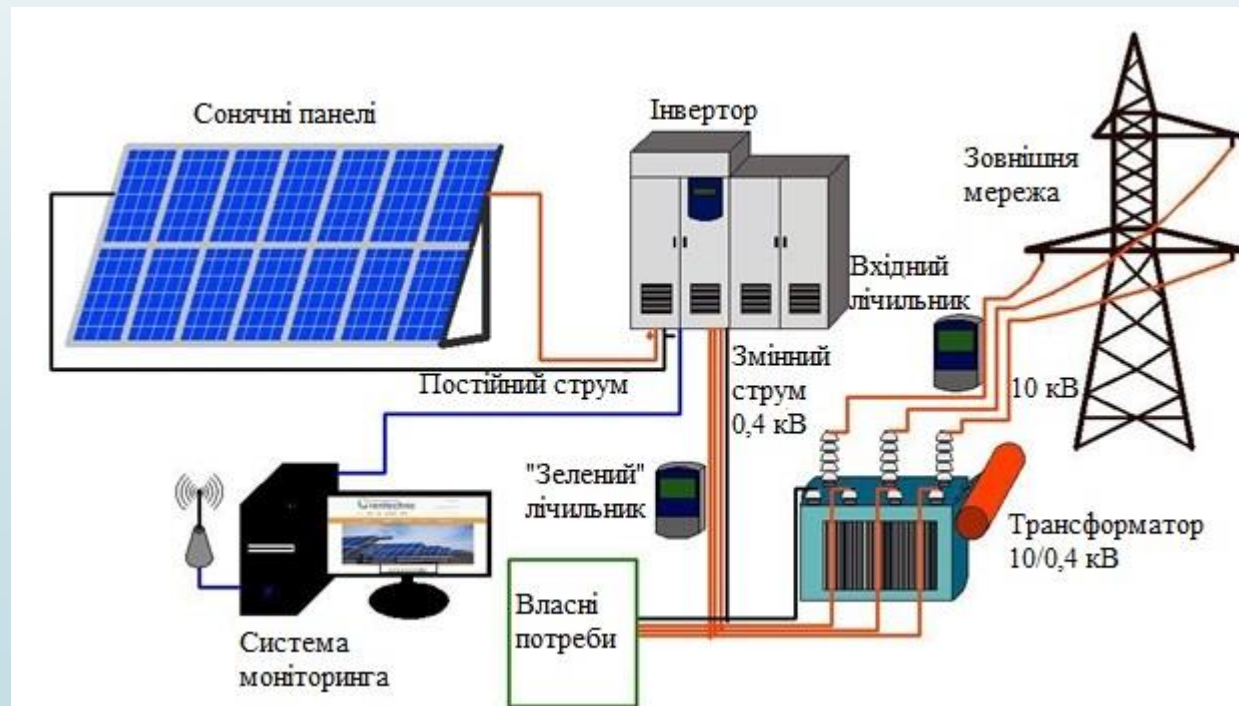 Сонячні панелі
Інвертор
Зовнішня
мережа
Вхідний
лічильник
Постійний струм
Змінний
струм
0,4 кВ
10 кВ
"Зелений"
лічильник
Трансформатор
10/0,4 кВ
Власні
потреби
Система
моніторинга